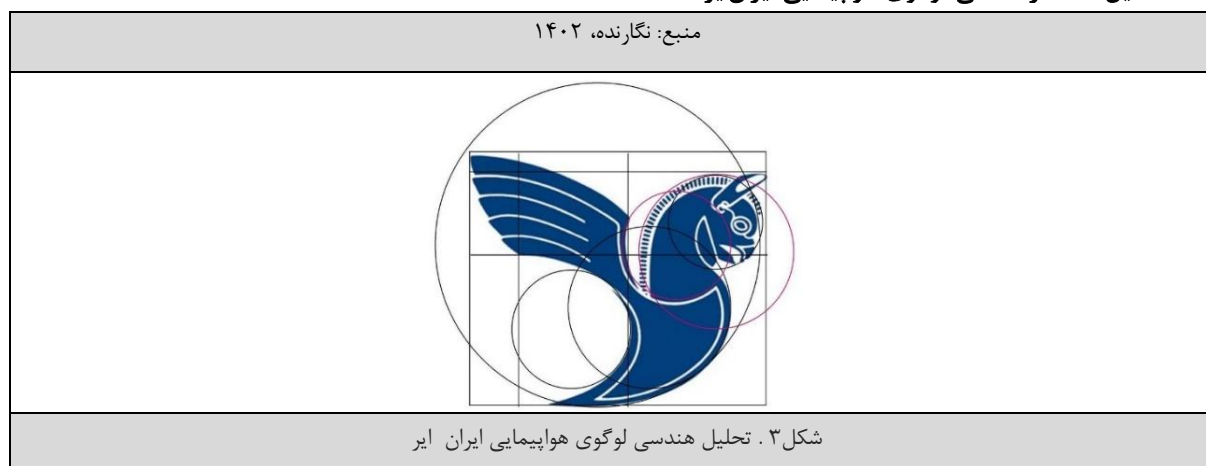 منبع: نگارنده، ۱۴۰۲
شکل۳ . تحلیل هندسی لوگوی هواپیمایی ایران ایر